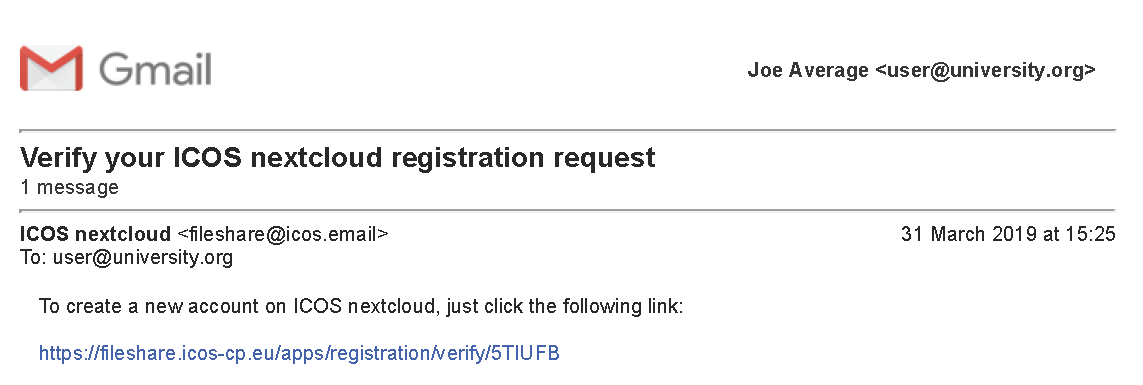 Gmail
Joe Average <user@university.org>
Verify your ICOS nextcloud registration request
1 message
ICOS nextcloud <fileshare@icos.email>
31 March 2019 at 15:25
To: user@university.org
To create a new account on ICOS nextcloud, just click the following link:
https://fileshare.icos-cp.eu/apps/registration/verify/5TIUFB